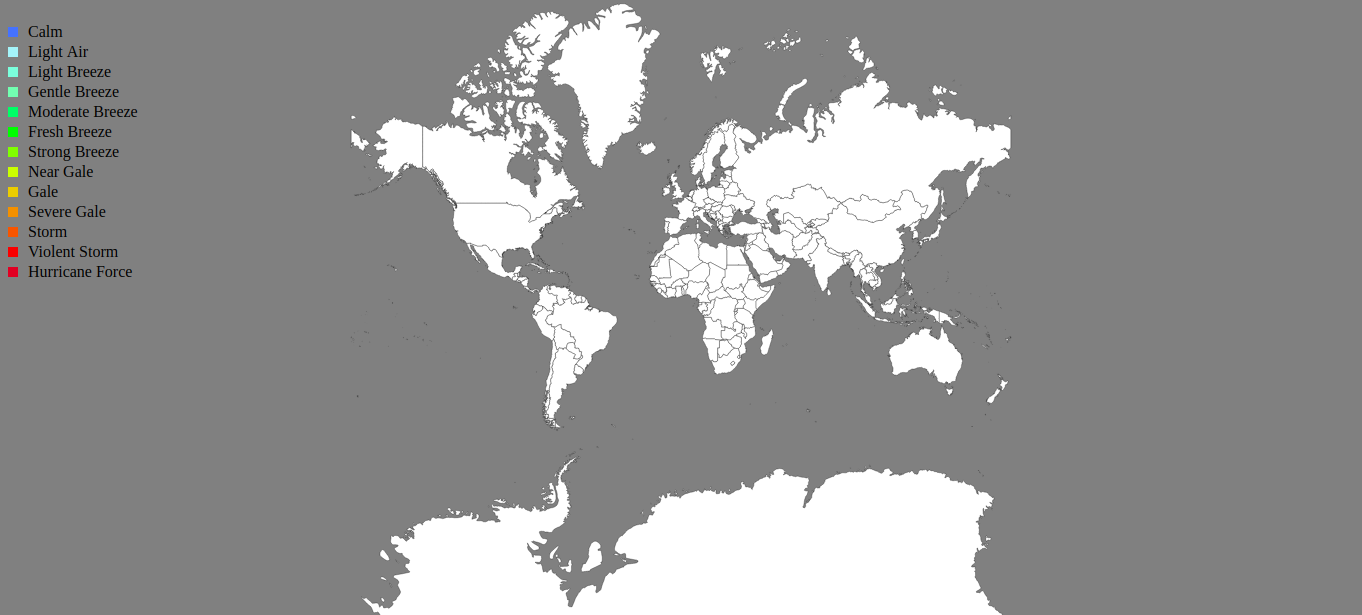 Calm
Light Air
Light Breeze
Gentle Breeze
Moderate Breeze
Fresh Breeze
Strong Breeze
Near Gale
Gale
Severe Gale
Storm
Violent Storm
Hurricane Force